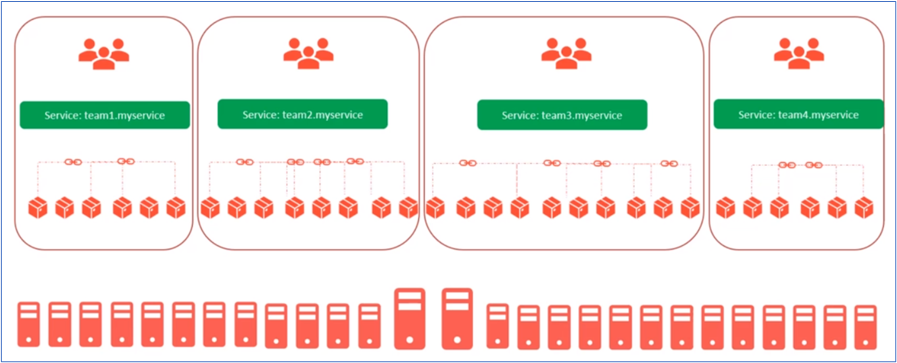 Service: team1.myservice
Service: team2.myservice
Service: team3.myservice
Service: team4.myservice